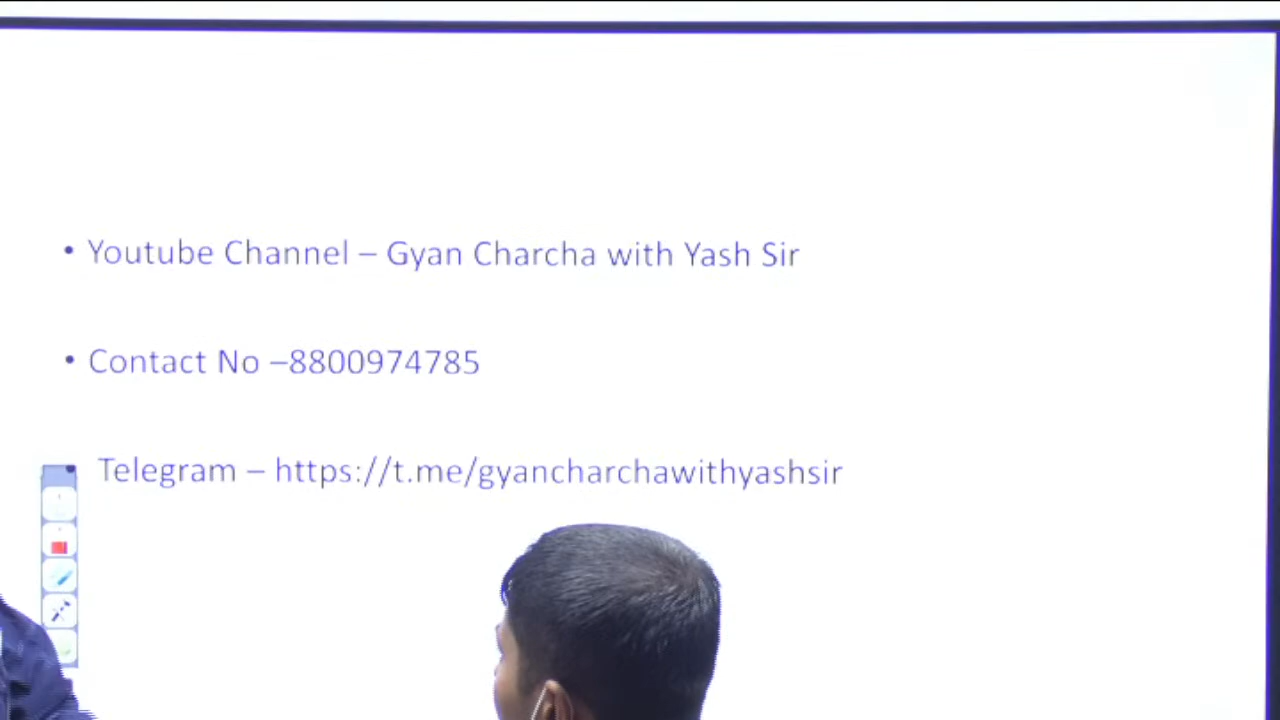 • Youtube Channel – Gyan Charcha with Yash Sir
• Contact No –8800974785
Telegram – https://t.me/gyancharchawithyashsir